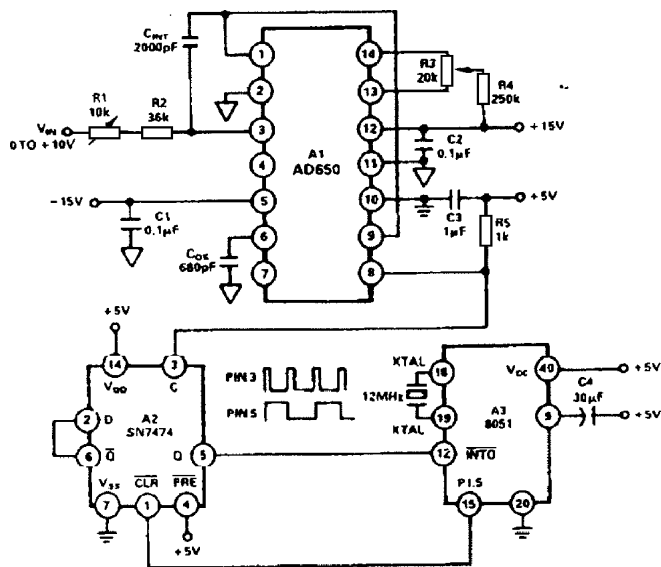 C INT
2000pF
1
14
R3
20k
R4
250k
2
13
R1
10k
R2
36k
VIN
0 TO +10V
3
12
+15V
C2
0.1µF
4
A1
AD650
11
-15V
5
10
C3
1µF
+5V
R5
1k
C1
0.1µF
6
9
COS
680pF
7
8
+5V
14
3
VDD
C
PIN 3
PIN 5
XTAL
18
VCC
40
+5V
12MHz
C4
30µF
2
D
A2
SN7474
19
XTAL
A3
8051
9
+5V
6
Q
Q
5
12
INTO
VSS
CLR
PRE
P1.5
7
1
4
15
20
+5V